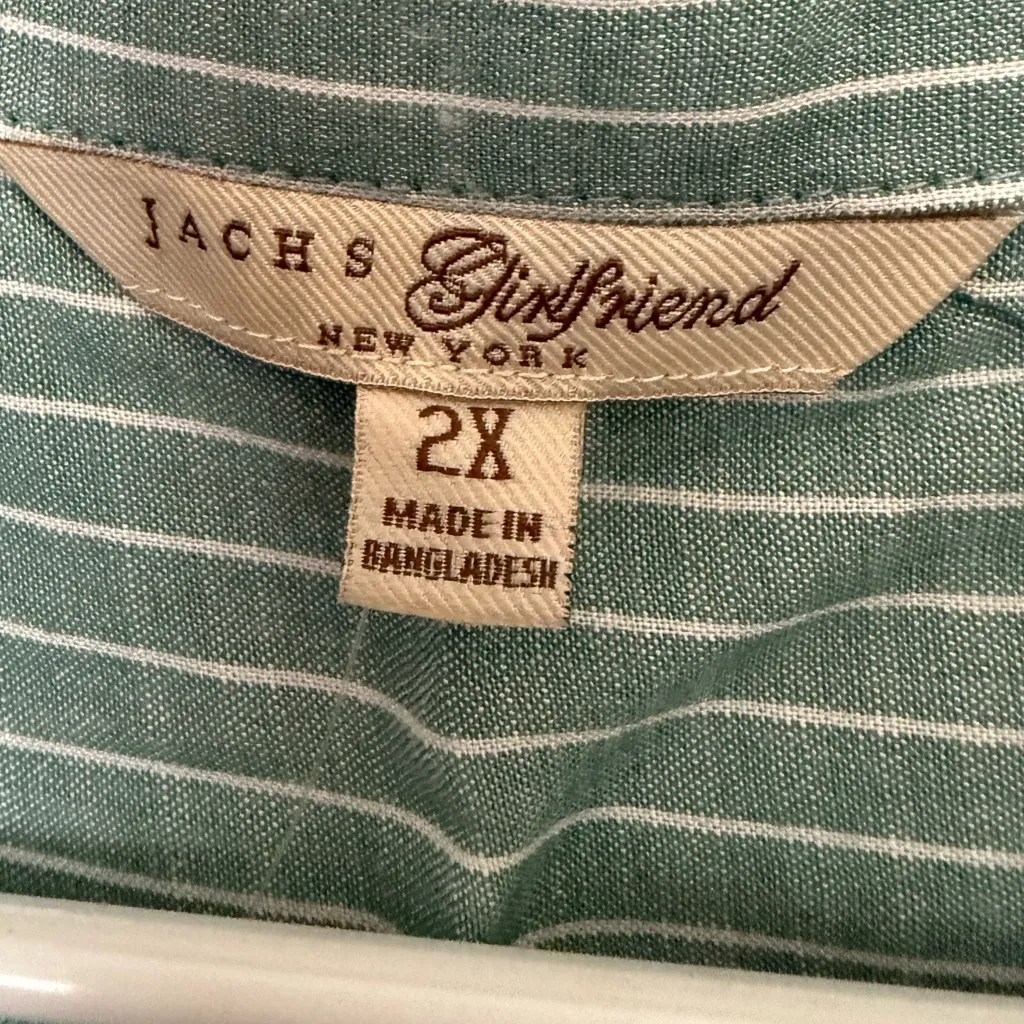 JACHS Girlfriend
NEW YORK
2X
MADE IN
BANGLADESH